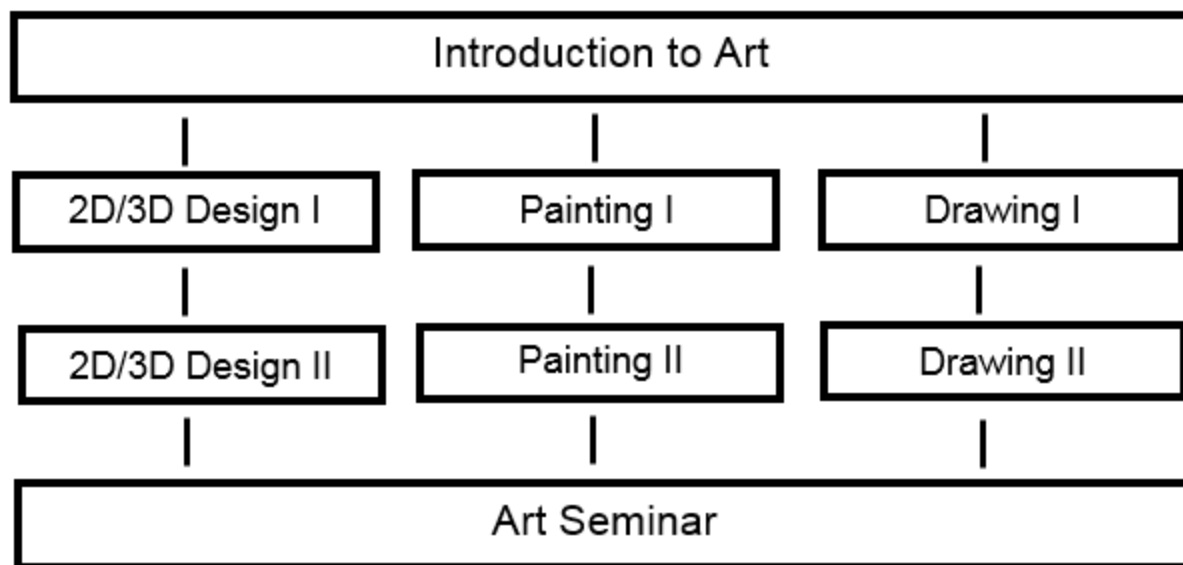 Introduction to Art
2D/3D Design I
Painting I
Drawing I
2D/3D Design II
Painting II
Drawing II
Art Seminar